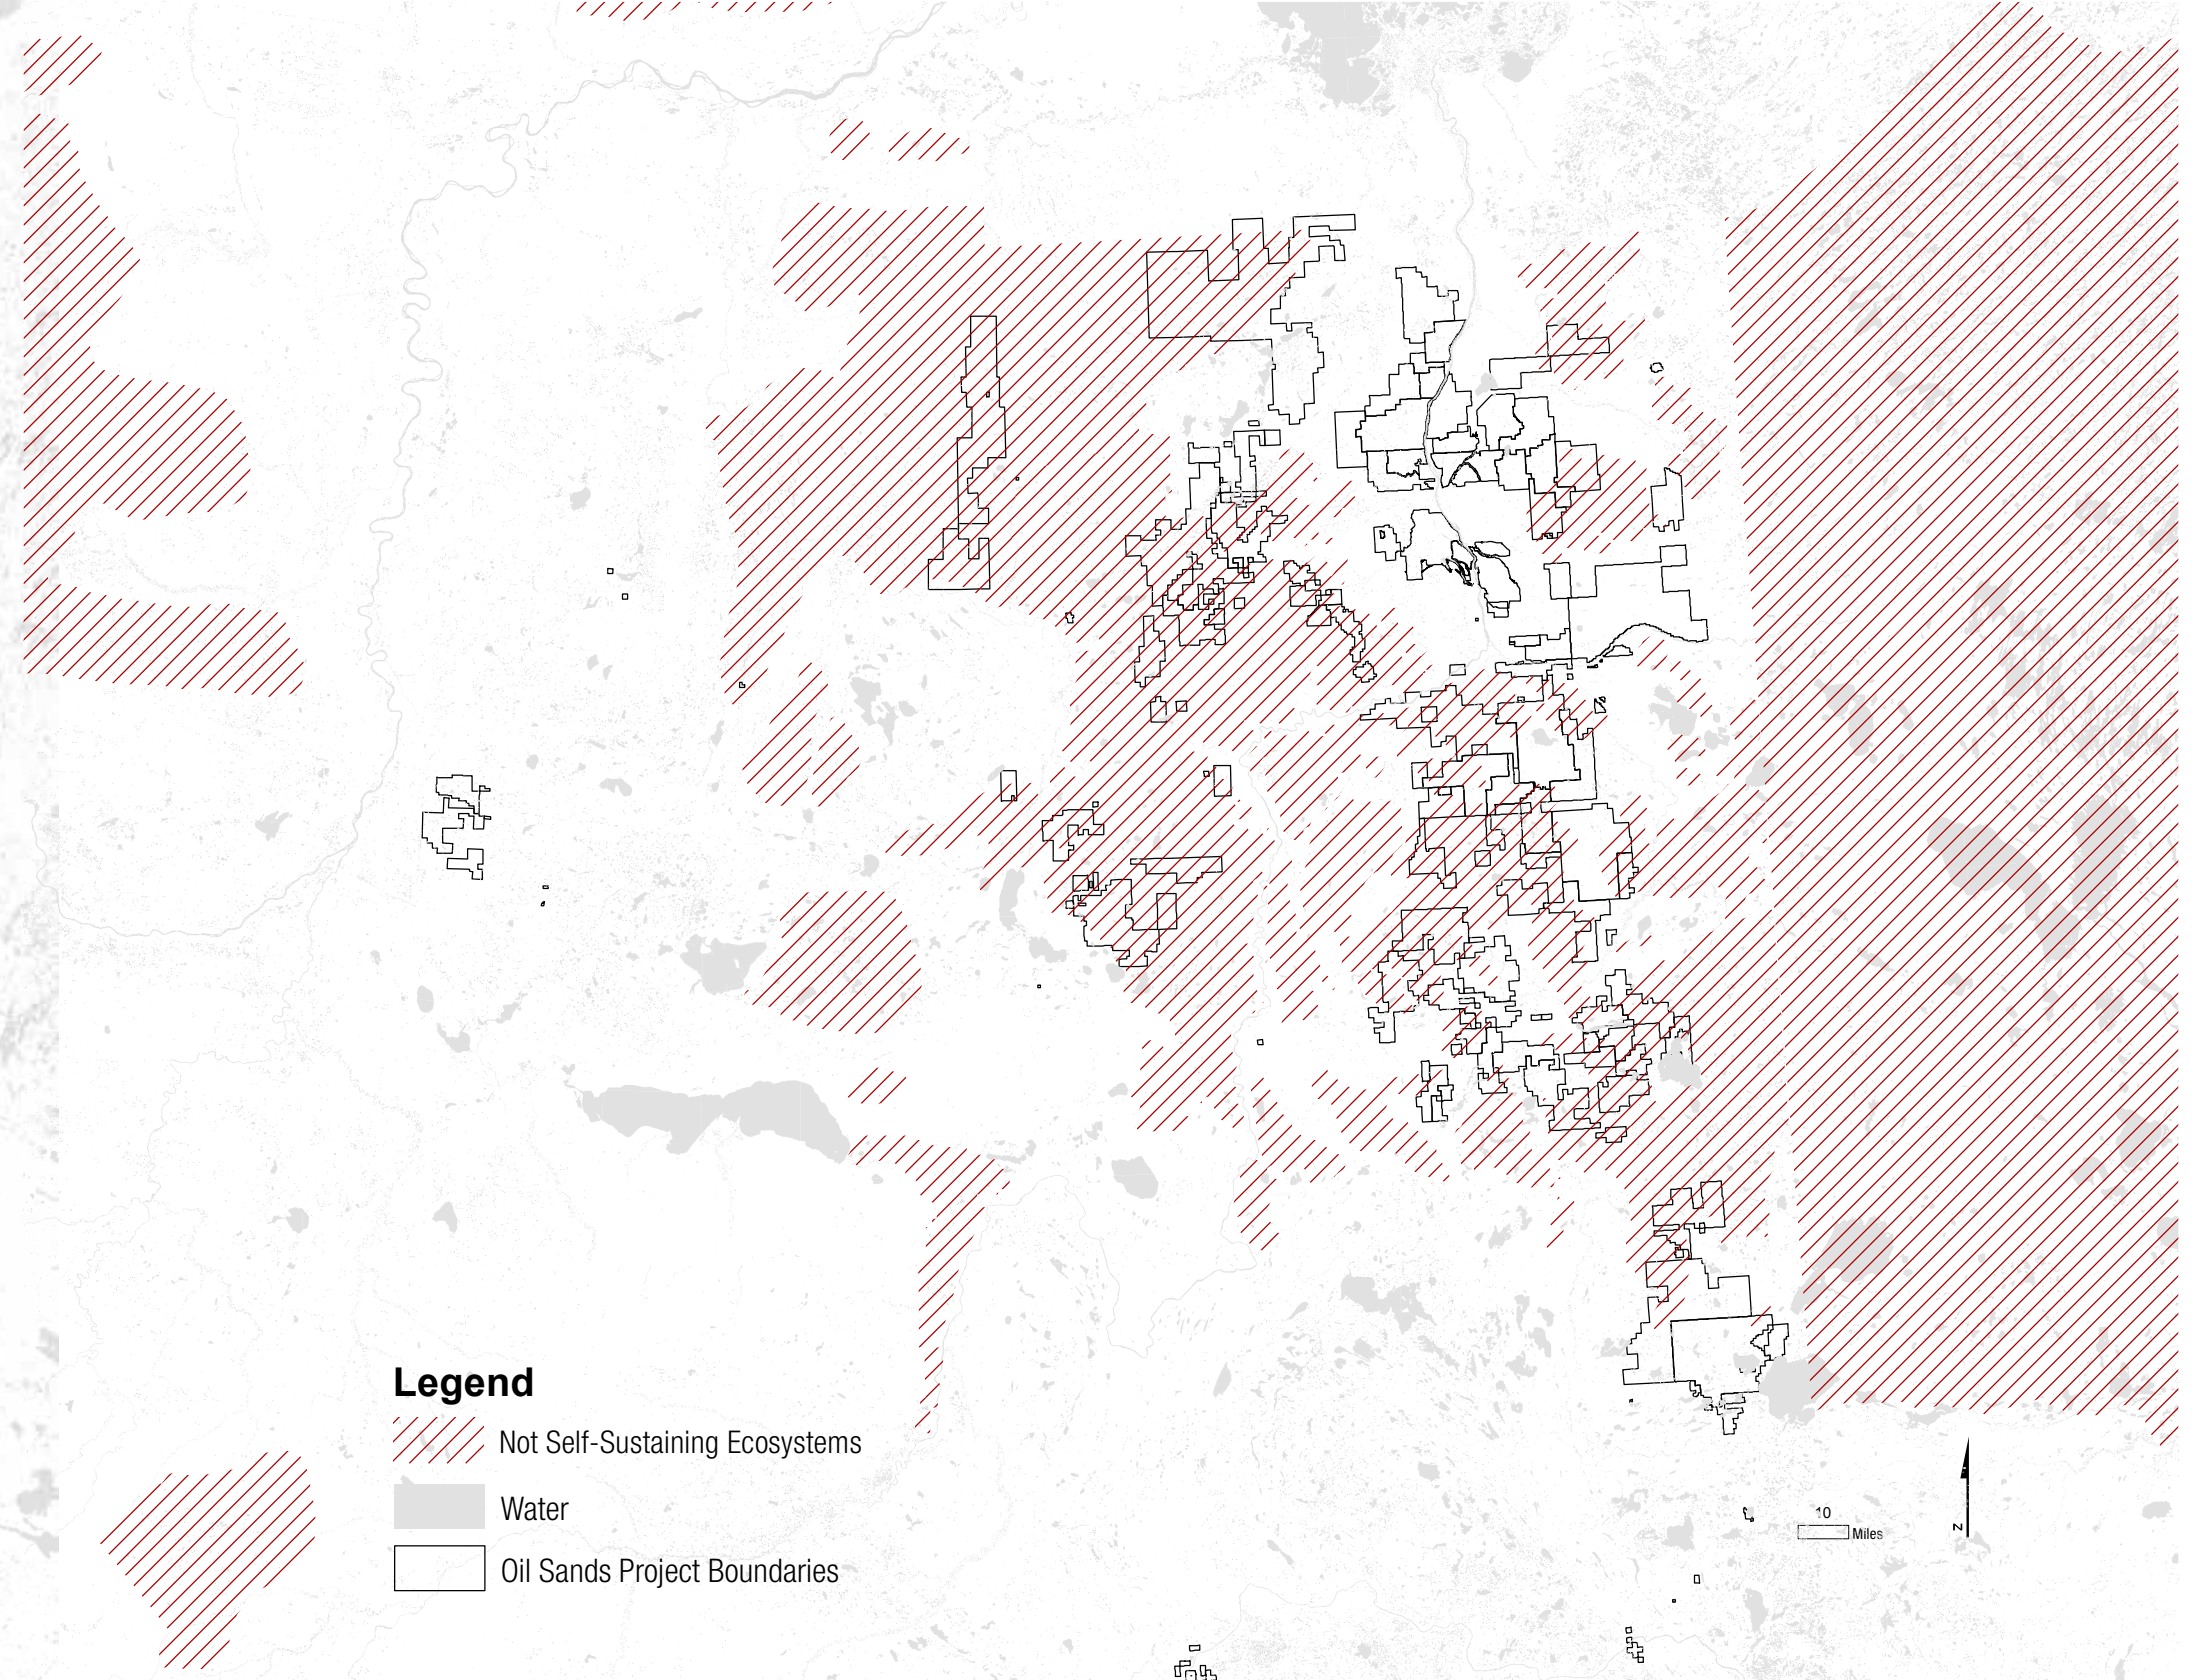 Legend
Not Self-Sustaining Ecosystems
Water
Oil Sands Project Boundaries
10
Miles
N